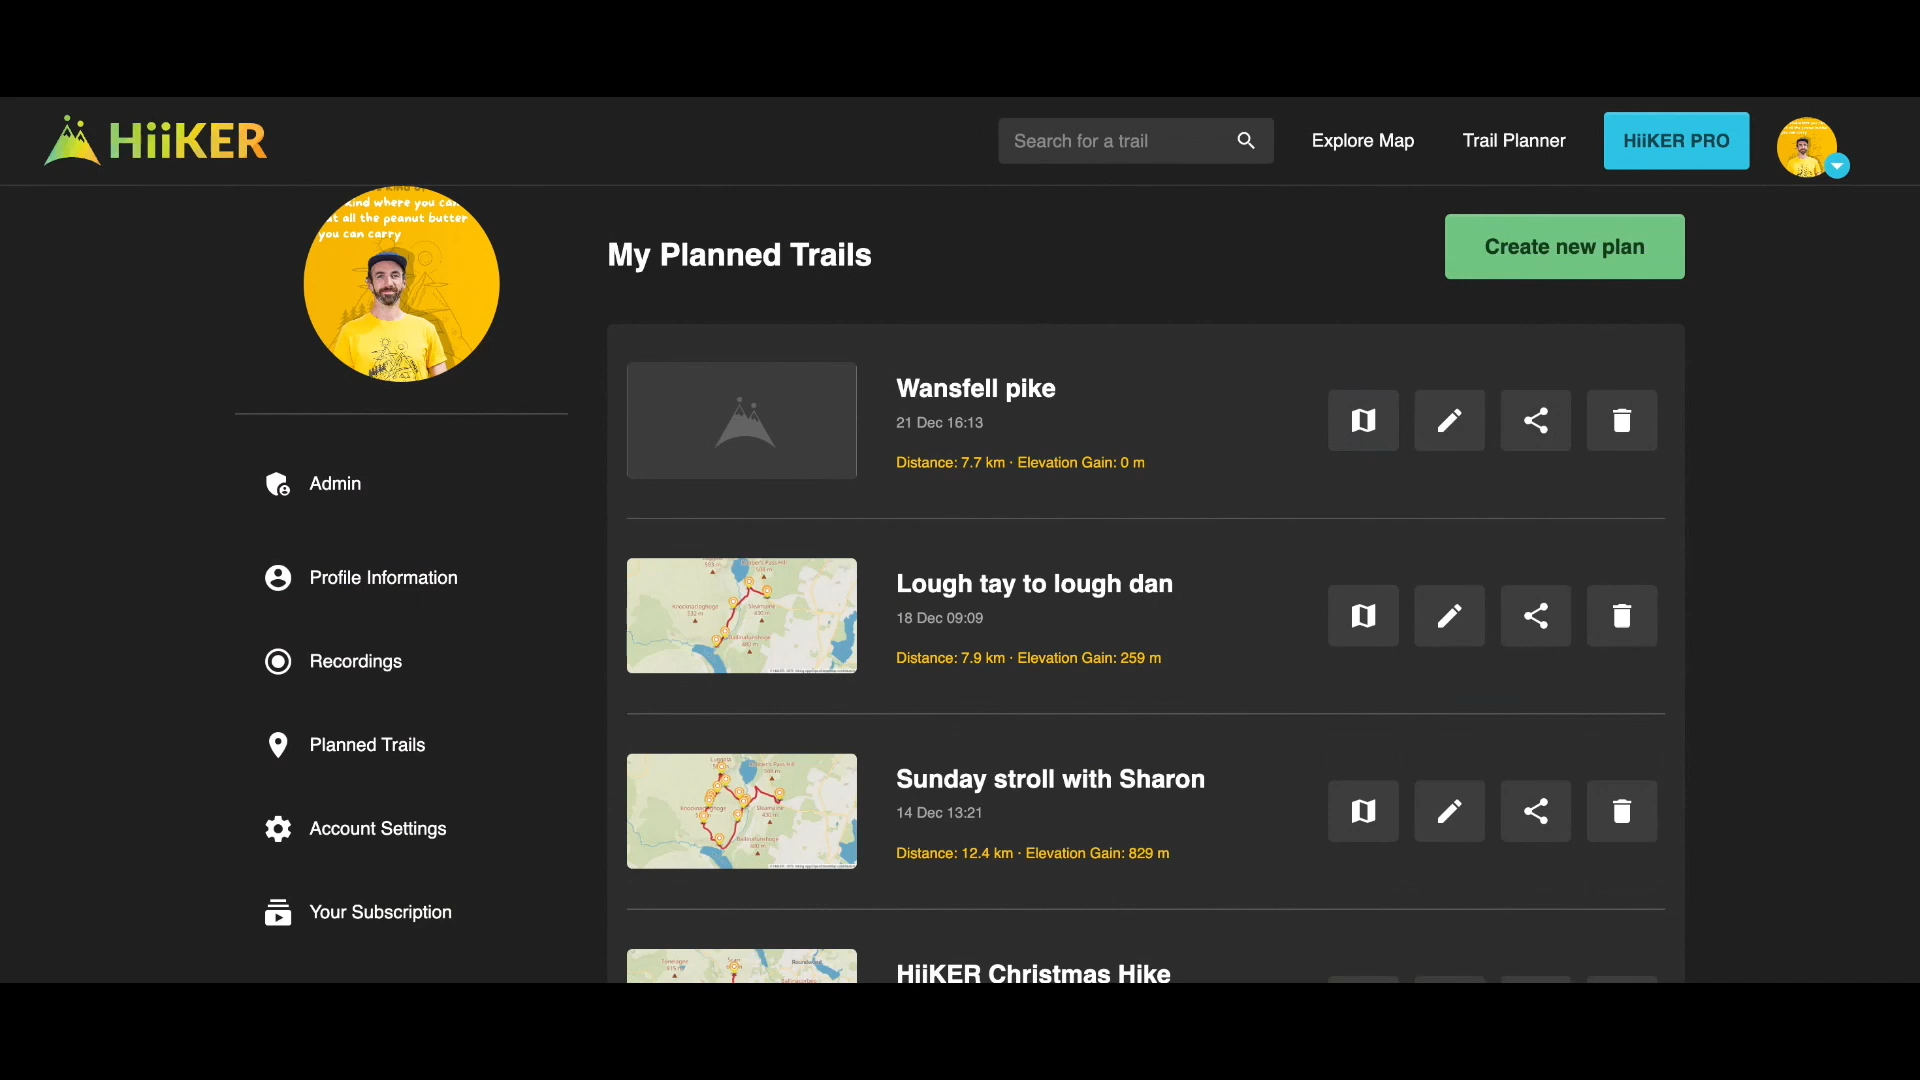 HiiKER
Search for a trail
Explore Map
Trail Planner
HiiKER PRO
kind where you can
all the peanut butter
you can carry
My Planned Trails
Create new plan
Admin
Profile Information
Recordings
Planned Trails
Account Settings
Your Subscription
Wansfell pike
21 Dec 16:13
Distance: 7.7 km · Elevation Gain: 0 m
Lough tay to lough dan
18 Dec 09:09
Distance: 7.9 km · Elevation Gain: 259 m
Sunday stroll with Sharon
14 Dec 13:21
Distance: 12.4 km · Elevation Gain: 829 m
HiiKER Christmas Hike